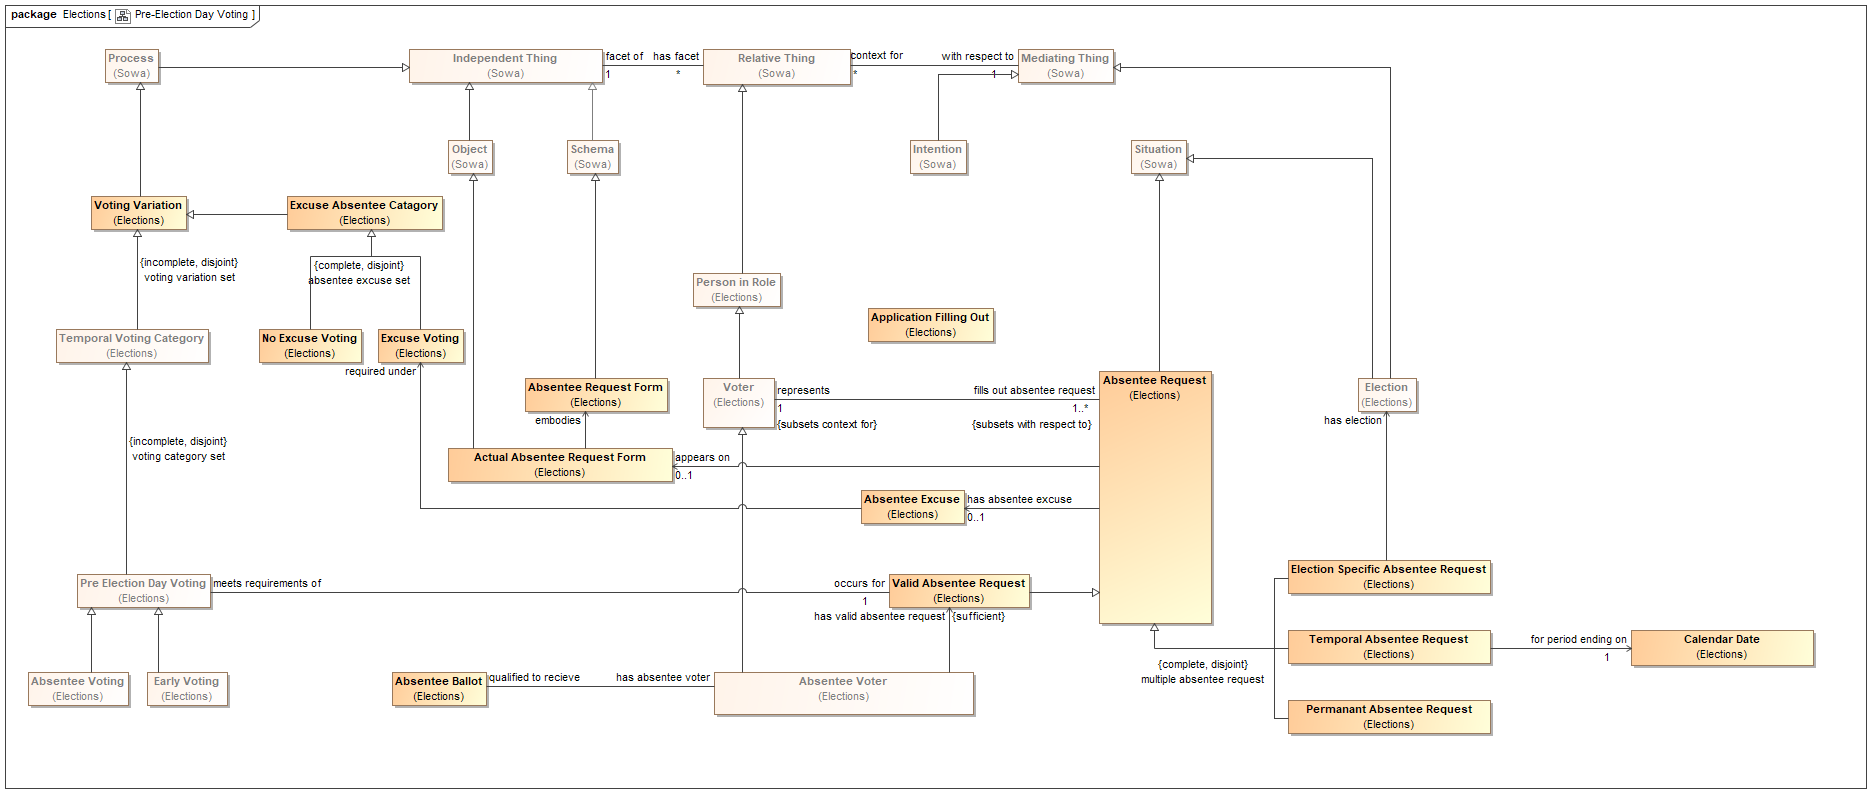 package Elections [ Pre-Election Day Voting ]
Process
(Sowa)
Independent Thing
(Sowa)
facet of
has facet
1
*
Relative Thing
(Sowa)
context for
with respect to
*
1
Mediating Thing
(Sowa)
Object
(Sowa)
Schema
(Sowa)
Intention
(Sowa)
Situation
(Sowa)
Voting Variation
(Elections)
Excuse Absentee Catagory
(Elections)
{incomplete, disjoint}
voting variation set
{complete, disjoint}
absentee excuse set
Person in Role
(Elections)
Application Filling Out
(Elections)
Temporal Voting Category
(Elections)
No Excuse Voting
(Elections)
Excuse Voting
(Elections)
required under
Absentee Request Form
(Elections)
embodies
Voter
(Elections)
represents
1
{subsets context for}
fills out absentee request
1..*
{subsets with respect to}
Absentee Request
(Elections)
Election
(Elections)
has election
{incomplete, disjoint}
voting category set
Actual Absentee Request Form
(Elections)
appears on
0..1
Absentee Excuse
(Elections)
has absentee excuse
0..1
Pre Election Day Voting
(Elections)
meets requirements of
occurs for
1
Valid Absentee Request
(Elections)
has valid absentee request
{sufficient}
Election Specific Absentee Request
(Elections)
Temporal Absentee Request
(Elections)
for period ending on
1
Calendar Date
(Elections)
{complete, disjoint}
multiple absentee request
Permanant Absentee Request
(Elections)
Absentee Voting
(Elections)
Early Voting
(Elections)
Absentee Ballot
(Elections)
qualified to recieve
has absentee voter
Absentee Voter
(Elections)